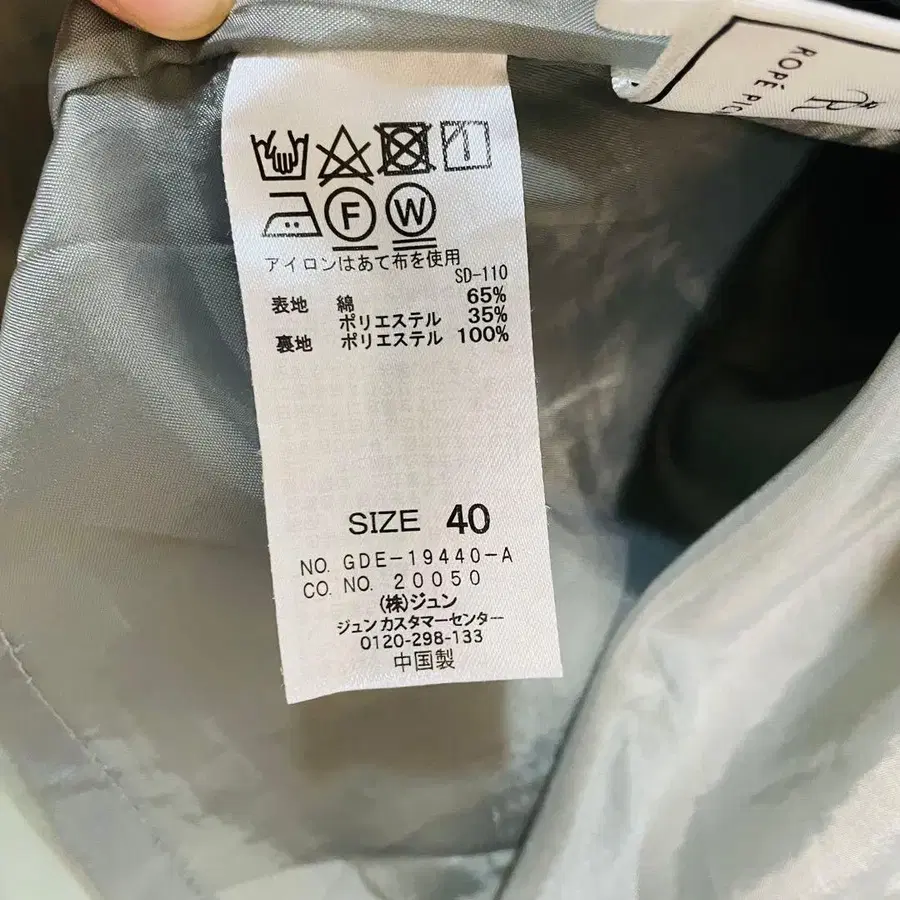 ROPÉ PIC
F W
アイロンはあて布を使用
SD-110
表地 綿 65%
ポリエステル 35%
裏地 ポリエステル 100%
SIZE 40
NO. GDE-19440-A
CO. NO. 20050
(株)ジュン
ジュンカスタマーセンター
0120-298-133
中国製